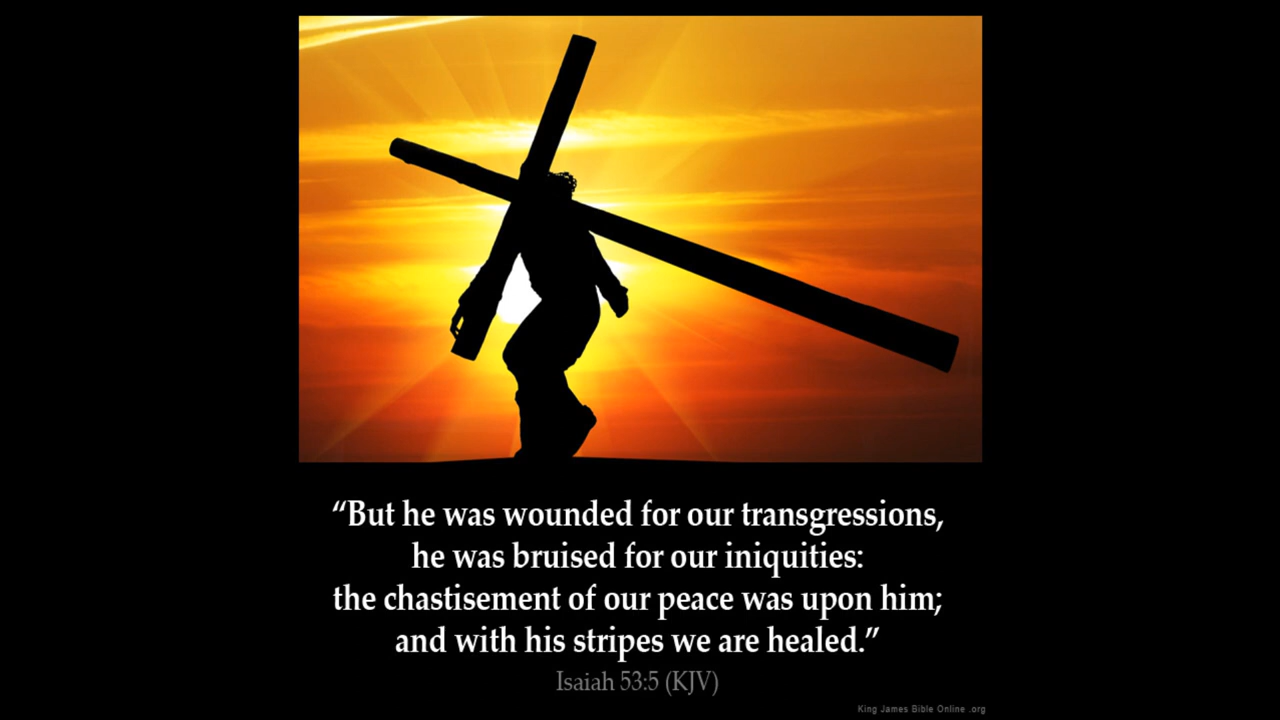 “But he was wounded for our transgressions,
he was bruised for our iniquities:
the chastisement of our peace was upon him;
and with his stripes we are healed.”
Isaiah 53:5 (KJV)
King James Bible Online .org